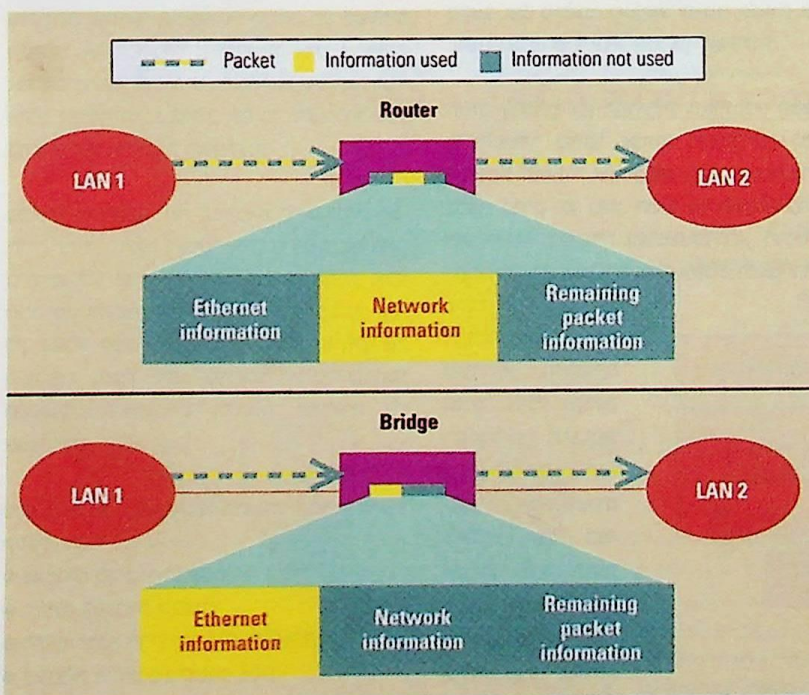 Packet Information used Information not used
Router
LAN 1
LAN 2
Ethernet
information
Network
information
Remaining
packet
information
Bridge
LAN 1
LAN 2
Ethernet
information
Network
information
Remaining
packet
information